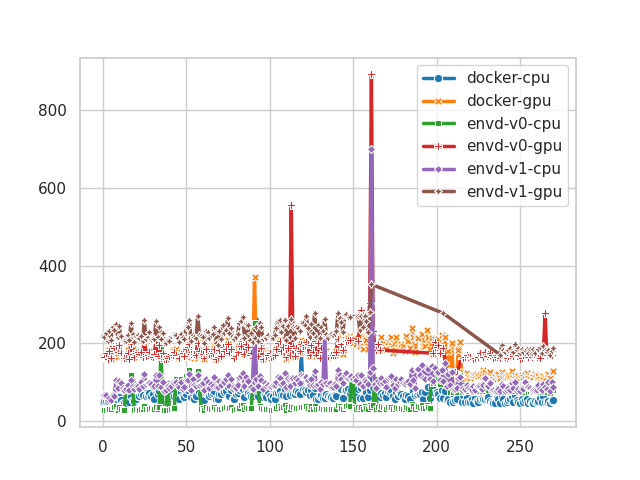 docker-cpu
docker-gpu
envd-v0-cpu
envd-v0-gpu
envd-v1-cpu
envd-v1-gpu
800
600
400
200
0
0 50 100 150 200 250